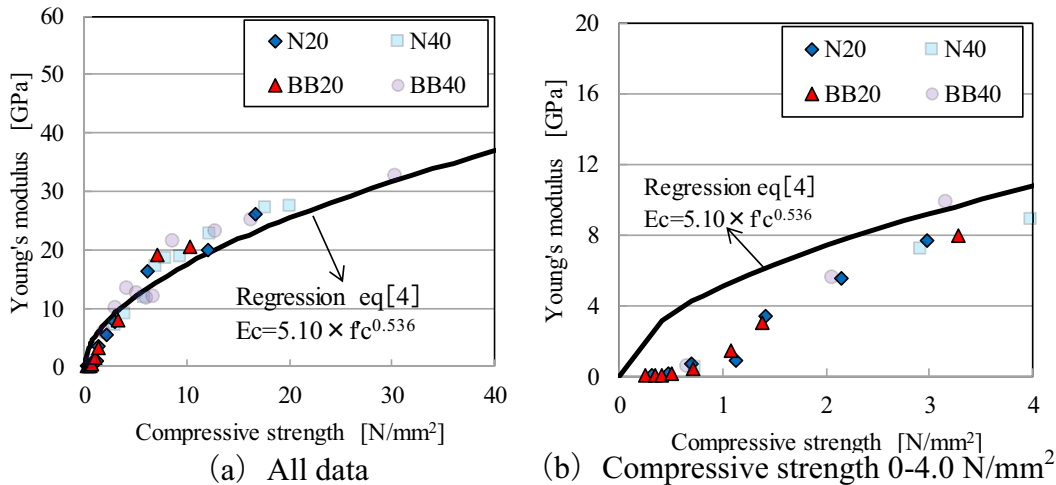 70
60
50
40
30
20
10
0
Young's modulus [GPa]
N20 N40
BB20 BB40
Regression eq[4]
Ec=5.10×f'c^0.536
0 10 20 30 40
Compressive strength [N/mm²]
(a) All data
20
16
12
8
4
0
Young's modulus [GPa]
N20 N40
BB20 BB40
Regression eq[4]
Ec=5.10×f'c^0.536
0 1 2 3 4
Compressive strength [N/mm²]
(b) Compressive strength 0-4.0 N/mm²